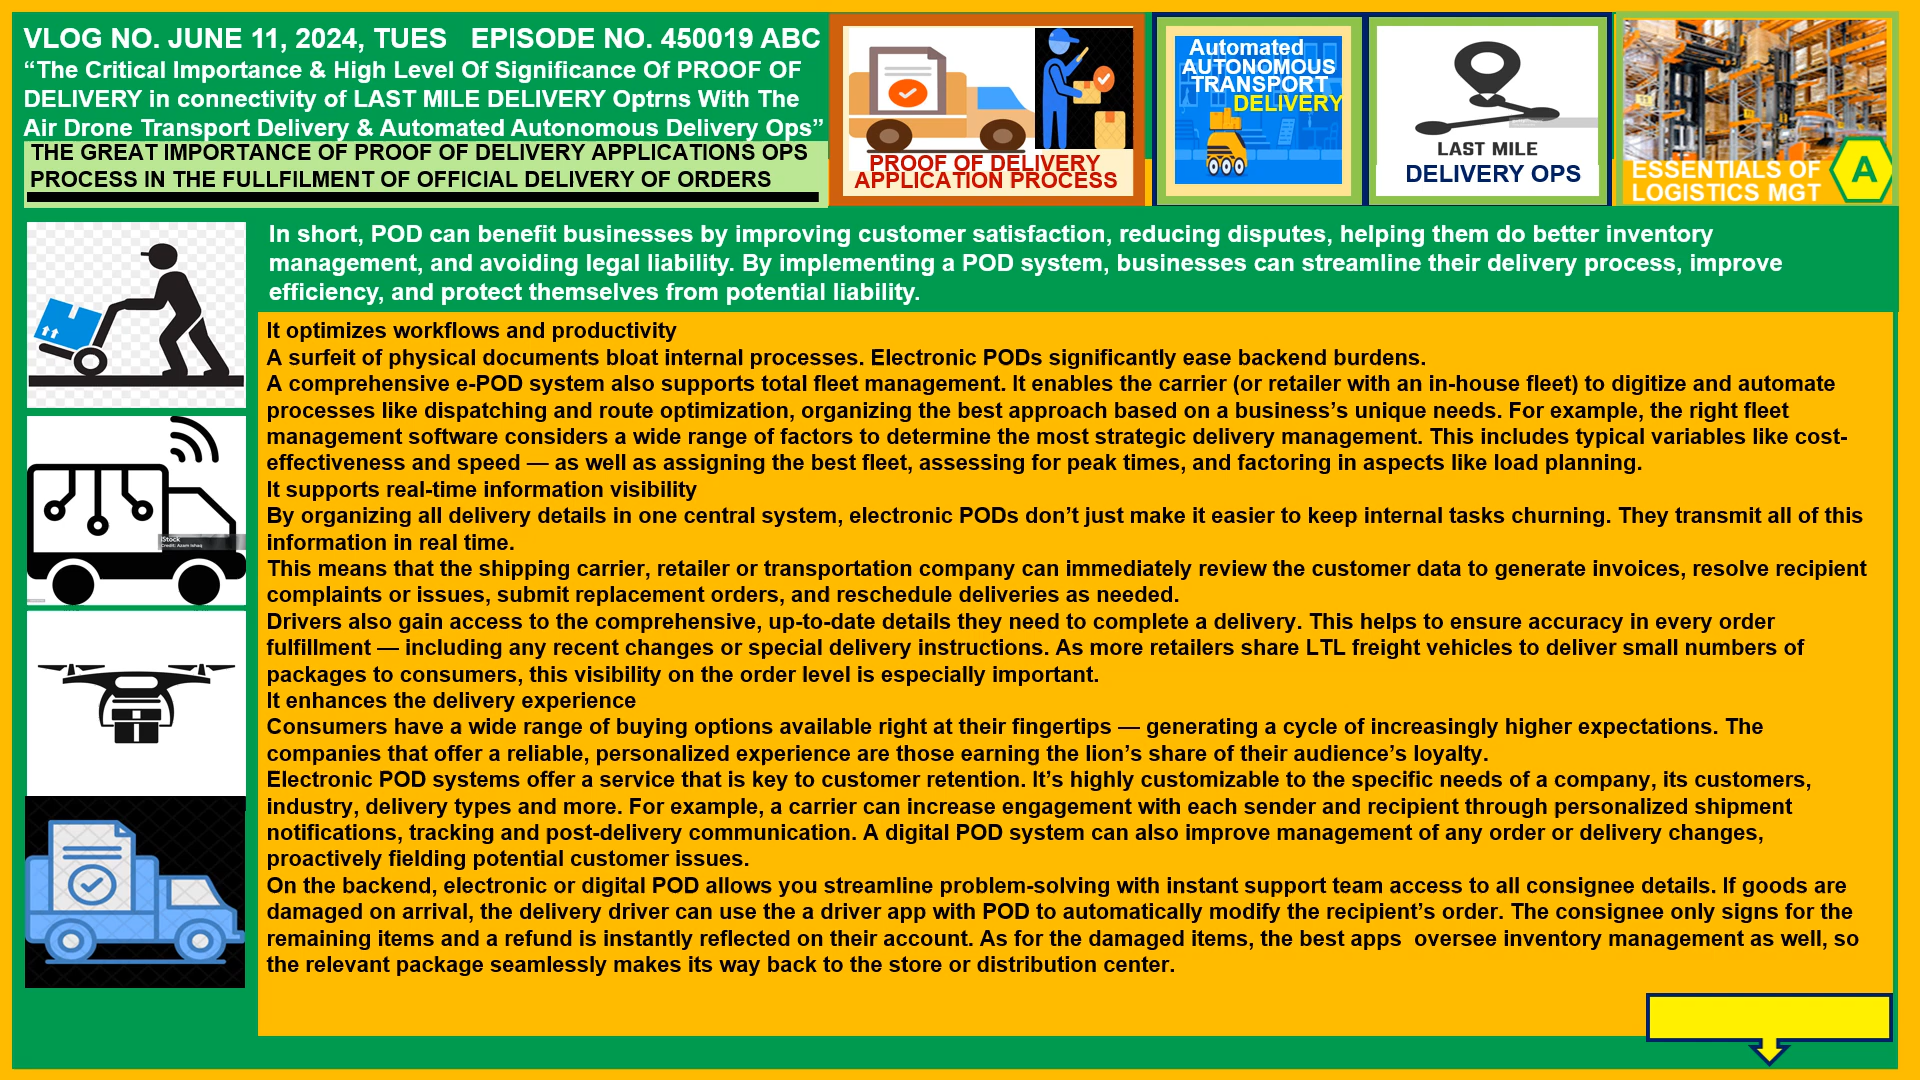 VLOG NO. JUNE 11, 2024, TUES   EPISODE NO. 450019 ABC
“The Critical Importance & High Level Of Significance Of PROOF OF
DELIVERY in connectivity of LAST MILE DELIVERY Optrns With The
Air Drone Transport Delivery & Automated Autonomous Delivery Ops”
THE GREAT IMPORTANCE OF PROOF OF DELIVERY APPLICATIONS OPS
PROCESS IN THE FULLFILMENT OF OFFICIAL DELIVERY OF ORDERS
PROOF OF DELIVERY
APPLICATION PROCESS
Automated
AUTONOMOUS
TRANSPORT
DELIVERY
LAST MILE
DELIVERY OPS
ESSENTIALS OF
LOGISTICS MGT
A
In short, POD can benefit businesses by improving customer satisfaction, reducing disputes, helping them do better inventory
management, and avoiding legal liability. By implementing a POD system, businesses can streamline their delivery process, improve
efficiency, and protect themselves from potential liability.
It optimizes workflows and productivity
A surfeit of physical documents bloat internal processes. Electronic PODs significantly ease backend burdens.
A comprehensive e-POD system also supports total fleet management. It enables the carrier (or retailer with an in-house fleet) to digitize and automate
processes like dispatching and route optimization, organizing the best approach based on a business’s unique needs. For example, the right fleet
management software considers a wide range of factors to determine the most strategic delivery management. This includes typical variables like cost-
effectiveness and speed — as well as assigning the best fleet, assessing for peak times, and factoring in aspects like load planning.
It supports real-time information visibility
By organizing all delivery details in one central system, electronic PODs don’t just make it easier to keep internal tasks churning. They transmit all of this
information in real time.
This means that the shipping carrier, retailer or transportation company can immediately review the customer data to generate invoices, resolve recipient
complaints or issues, submit replacement orders, and reschedule deliveries as needed.
Drivers also gain access to the comprehensive, up-to-date details they need to complete a delivery. This helps to ensure accuracy in every order
fulfillment — including any recent changes or special delivery instructions. As more retailers share LTL freight vehicles to deliver small numbers of
packages to consumers, this visibility on the order level is especially important.
It enhances the delivery experience
Consumers have a wide range of buying options available right at their fingertips — generating a cycle of increasingly higher expectations. The
companies that offer a reliable, personalized experience are those earning the lion’s share of their audience’s loyalty.
Electronic POD systems offer a service that is key to customer retention. It’s highly customizable to the specific needs of a company, its customers,
industry, delivery types and more. For example, a carrier can increase engagement with each sender and recipient through personalized shipment
notifications, tracking and post-delivery communication. A digital POD system can also improve management of any order or delivery changes,
proactively fielding potential customer issues.
On the backend, electronic or digital POD allows you streamline problem-solving with instant support team access to all consignee details. If goods are
damaged on arrival, the delivery driver can use the a driver app with POD to automatically modify the recipient’s order. The consignee only signs for the
remaining items and a refund is instantly reflected on their account. As for the damaged items, the best apps  oversee inventory management as well, so
the relevant package seamlessly makes its way back to the store or distribution center.
iStock